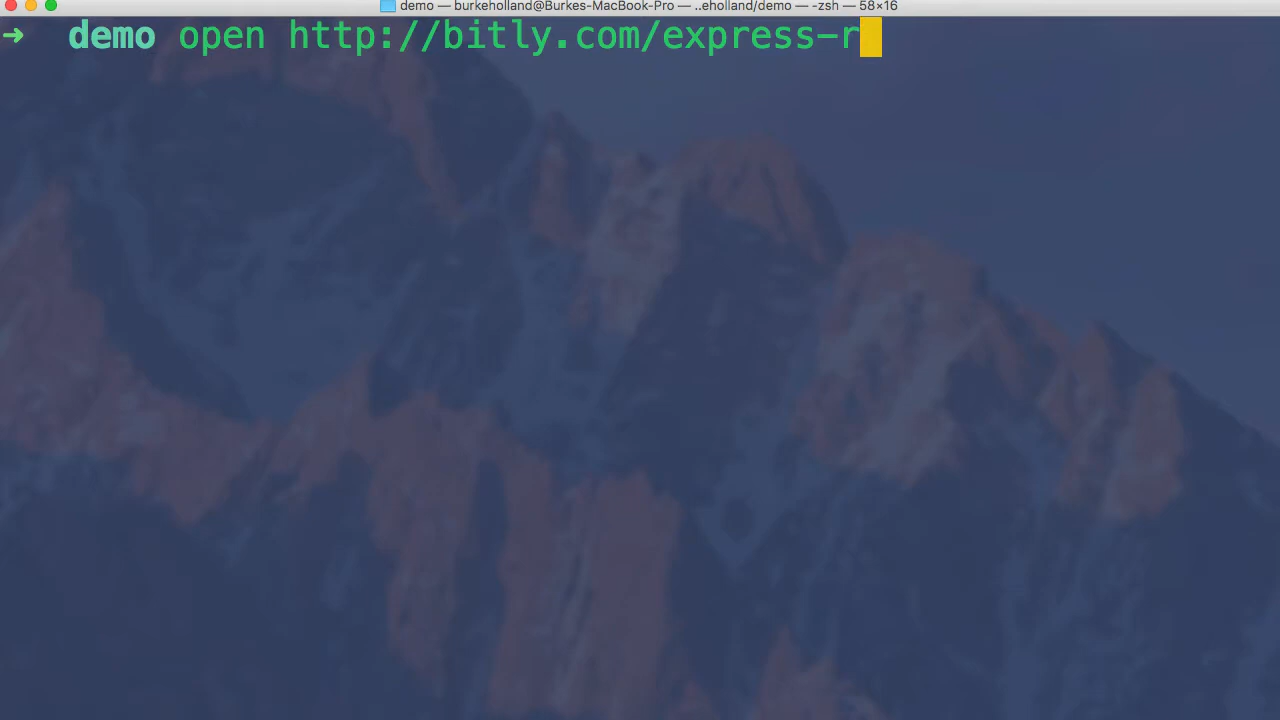 demo — burkeholland@Burkes-MacBook-Pro — ..eholland/demo — -zsh — 58×16
➜ demo open http://bitly.com/express-r